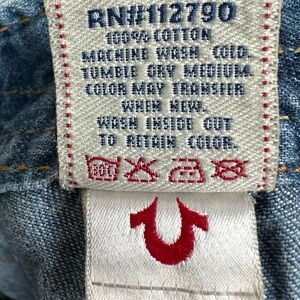 RN#112790
100% COTTON
MACHINE WASH COLD.
TUMBLE DRY MEDIUM.
COLOR MAY TRANSFER
WHEN NEW.
WASH INSIDE OUT
TO RETAIN COLOR.